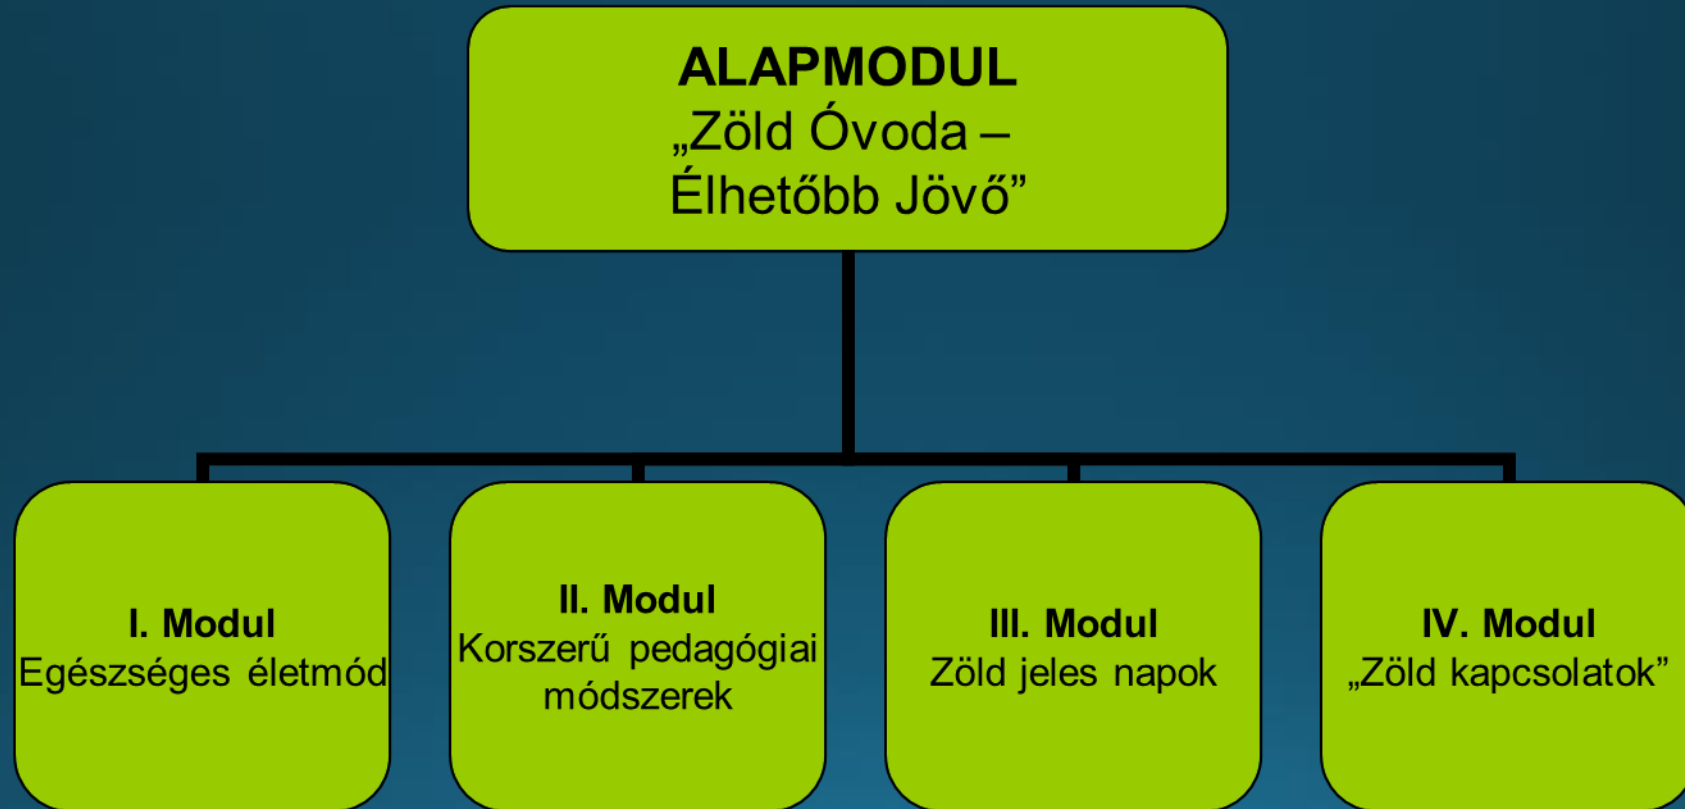 ALAPMODUL
„Zöld Óvoda –
Élhetőbb Jövő”
I. Modul
Egészséges életmód
II. Modul
Korszerű pedagógiai
módszerek
III. Modul
Zöld jeles napok
IV. Modul
„Zöld kapcsolatok”